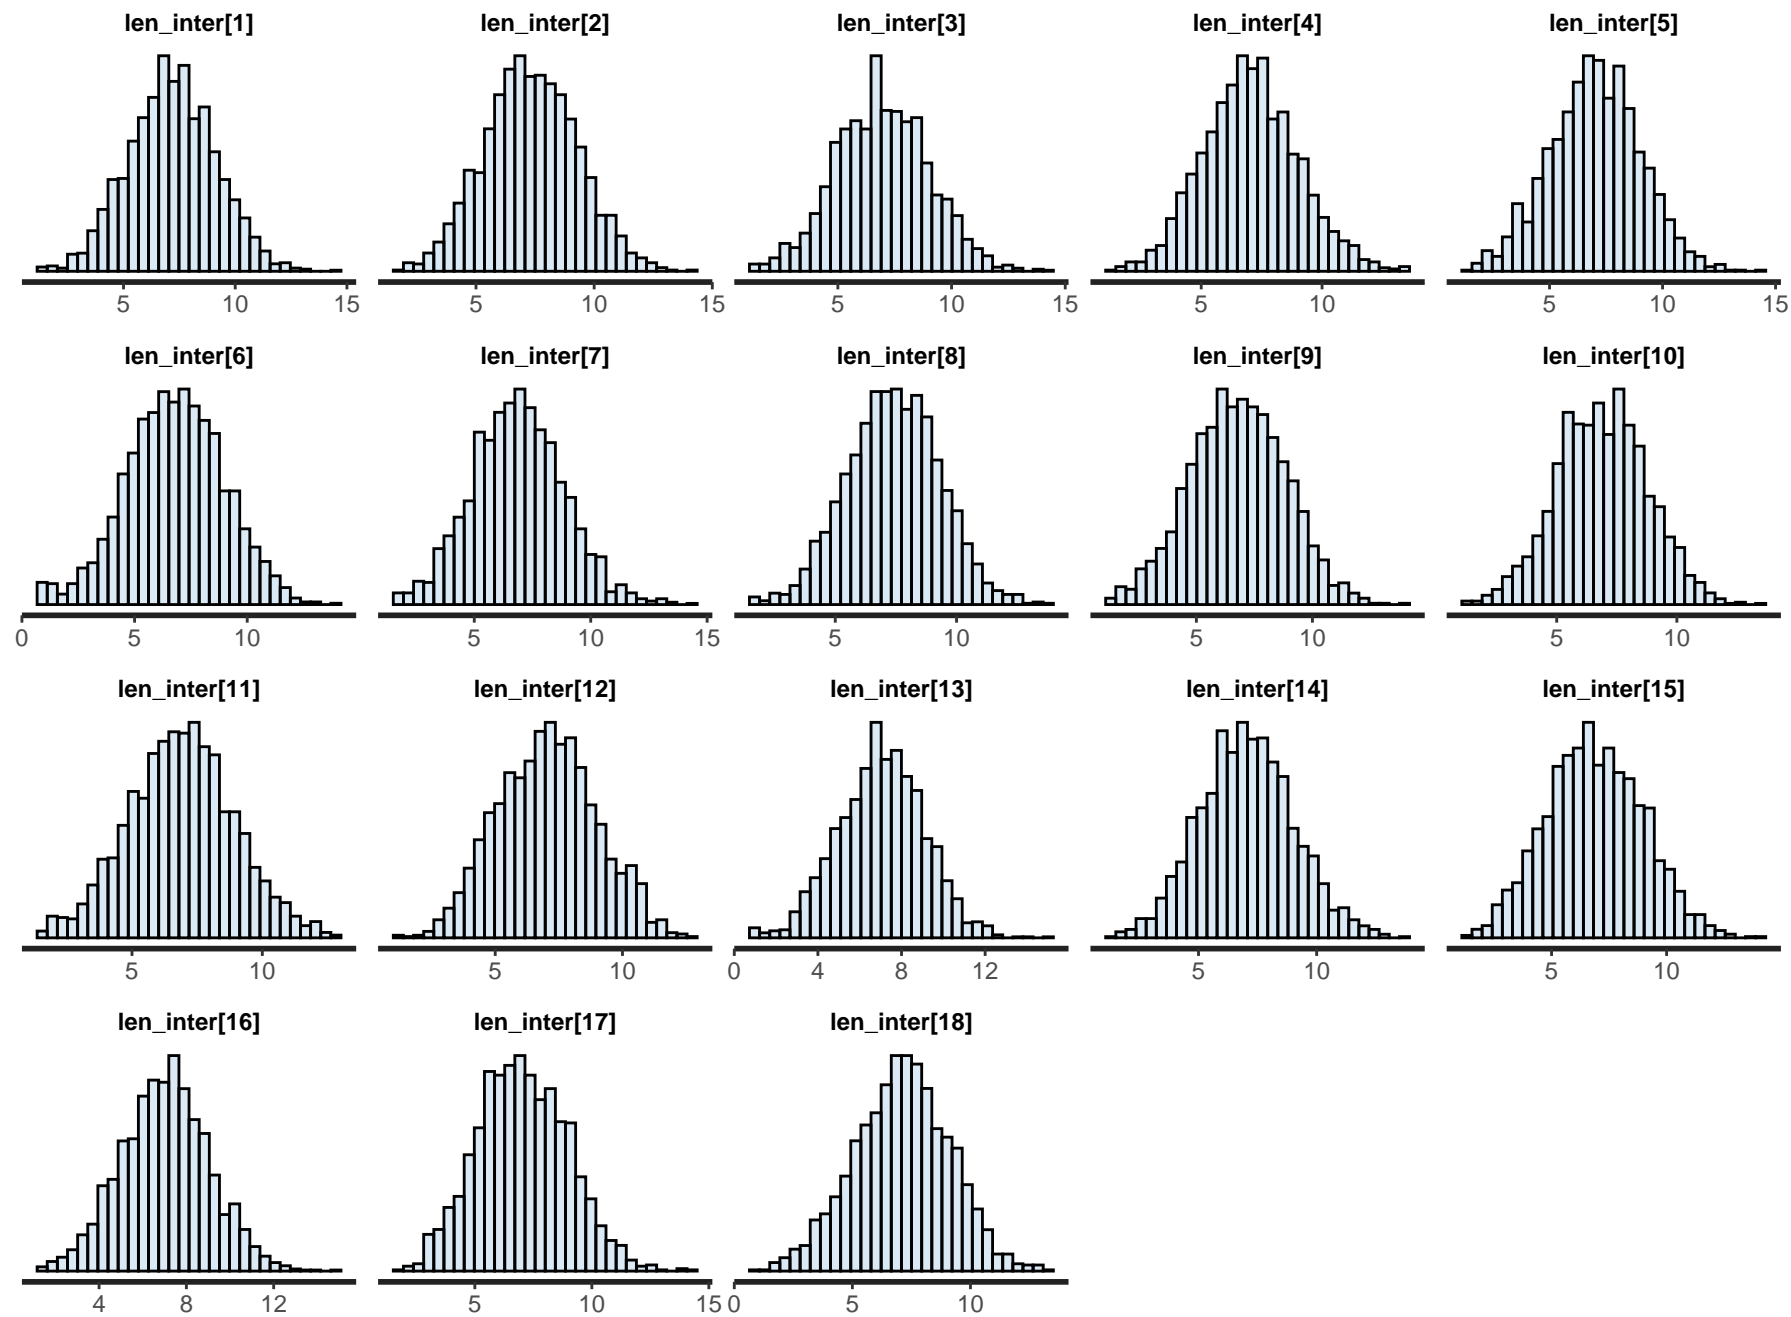 len_inter[1] len_inter[2] len_inter[3] len_inter[4] len_inter[5]
5 10 15 5 10 15 5 10 15 5 10 5 10 15
len_inter[6] len_inter[7] len_inter[8] len_inter[9] len_inter[10]
0 5 10 5 10 15 5 10 5 10 5 10
len_inter[11] len_inter[12] len_inter[13] len_inter[14] len_inter[15]
5 10 5 10 0 4 8 12 5 10 5 10
len_inter[16] len_inter[17] len_inter[18]
4 8 12 5 10 15 0 5 10